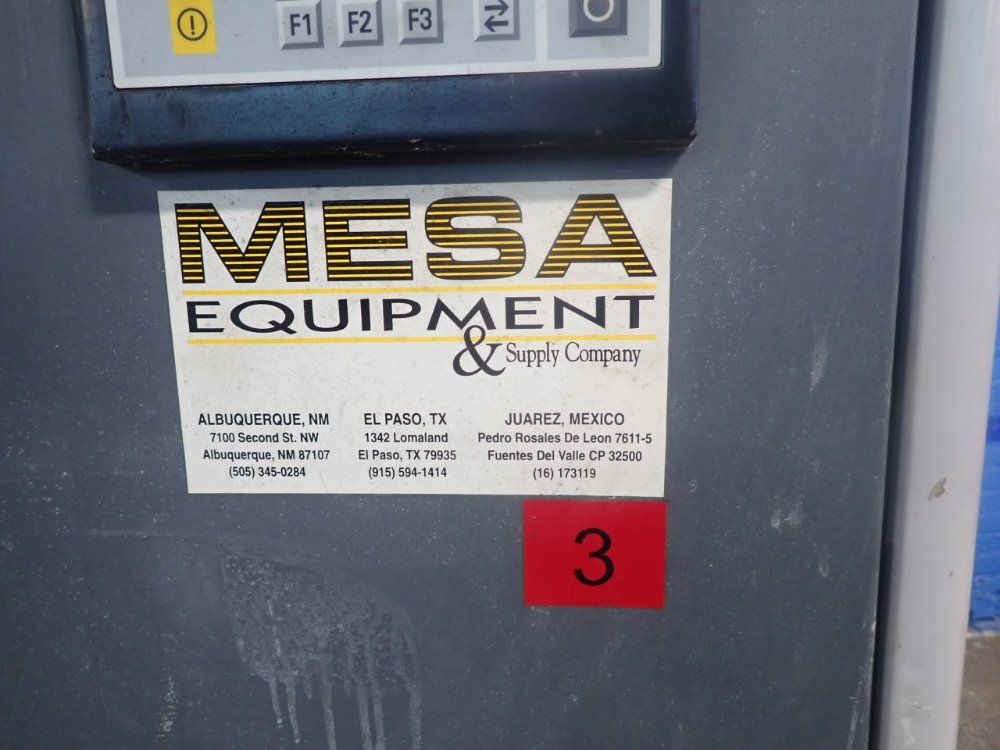 F1 F2 F3
MESA
EQUIPMENT
& Supply Company
ALBUQUERQUE, NM
7100 Second St. NW
Albuquerque, NM 87107
(505) 345-0284
EL PASO, TX
1342 Lomaland
El Paso, TX 79935
(915) 594-1414
JUAREZ, MEXICO
Pedro Rosales De Leon 7611-5
Fuentes Del Valle CP 32500
(16) 173119
3